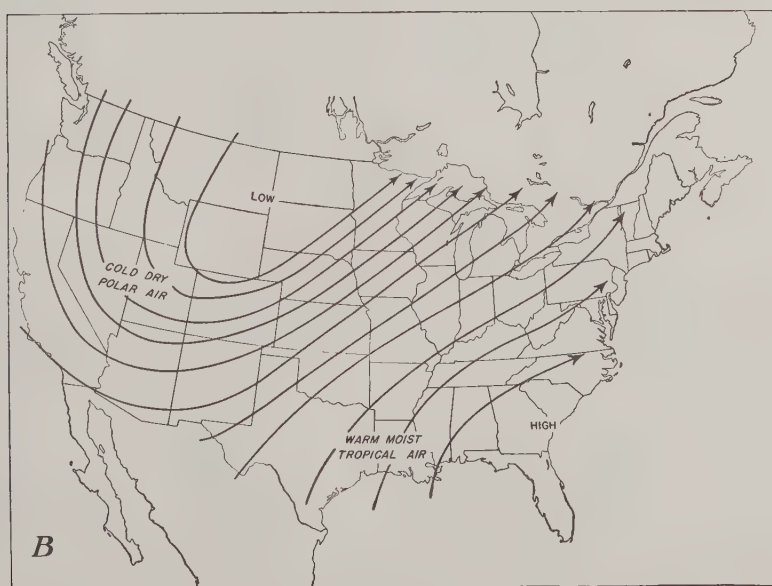 LOW
COLD DRY
POLAR AIR
HIGH
WARM MOIST
TROPICAL AIR
B